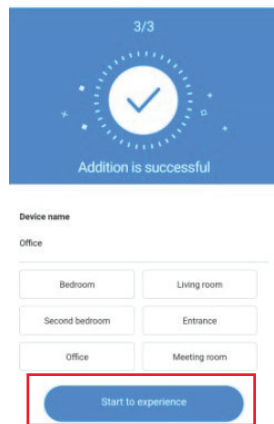 3/3
Addition is successful
Device name
Office
Bedroom Living room
Second bedroom Entrance
Office Meeting room
Start to experience